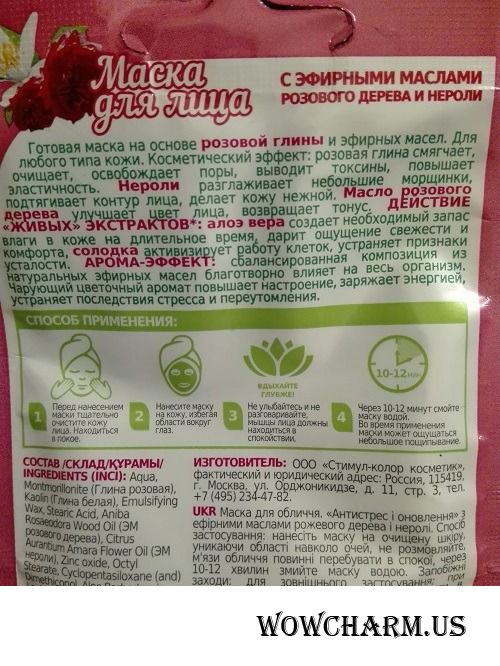 Маска
для лица
С ЭФИРНЫМИ МАСЛАМИ
РОЗОВОГО ДЕРЕВА И НЕРОЛИ
Готовая маска на основе розовой глины и эфирных масел. Для
любого типа кожи. Косметический эффект: розовая глина смягчает,
очищает, освобождает поры, выводит токсины, повышает
эластичность. Нероли разглаживает небольшие морщинки,
подтягивает контур лица, делает кожу нежной. Масло розового
дерева улучшает цвет лица, возвращает тонус. ДЕЙСТВИЕ
«ЖИВЫХ» ЭКСТРАКТОВ*: алоэ вера создает необходимый запас
влаги в коже на длительное время, дарит ощущение свежести и
комфорта, солодка активизирует работу клеток, устраняет признаки
усталости. АРОМА-ЭФФЕКТ: сбалансированная композиция из
натуральных эфирных масел благотворно влияет на весь организм.
Чарующий цветочный аромат повышает настроение, заряжает энергией,
устраняет последствия стресса и переутомления.
СПОСОБ ПРИМЕНЕНИЯ:
ВДЫХАЙТЕ
ГЛУБЖЕ!
10-12 мин
1 Перед нанесением
маски тщательно
очистите кожу
лица. Находиться
в покое.
2 Нанесите маску
на кожу, избегая
области вокруг
глаз.
3 Не улыбайтесь и не
разговаривайте,
мышцы лица должны
находиться в
спокойствии.
4 Через 10-12 минут смойте
маску водой.
Во время применения
маски может ощущаться
небольшое пощипывание.
СОСТАВ /СКЛАД/ҚҰРАМЫ/
INGREDIENTS (INCI): Aqua,
Montmorillonite (Глина розовая),
Kaolin (Глина белая), Emulsifying
Wax, Stearic Acid, Aniba
Rosaeodora Wood Oil (ЭМ
розового дерева), Citrus
Aurantium Amara Flower Oil (ЭМ
нероли), Zinc oxide, Octyl
Stearate, Cyclopentasiloxane (and)
Dimethiconol,
ИЗГОТОВИТЕЛЬ: ООО «Стимул-колор косметик»,
фактический и юридический адрес: Россия, 115419,
г. Москва, ул. Орджоникидзе, д. 11, стр. 3, тел.
+7 (495) 234-47-82.
UKR Маска для обличчя. «Антистрес і оновлення» з
ефірними маслами рожевого дерева і неролі. Спосіб
застосування: нанесіть маску на очищену шкіру,
уникаючи області навколо очей, не розмовляйте,
м'язи обличчя повинні перебувати в спокої, через
10-12 хвилин змийте маску водою. Запобіжні
заходи: для зовнішнього застосування; при
WOWCHARM.US